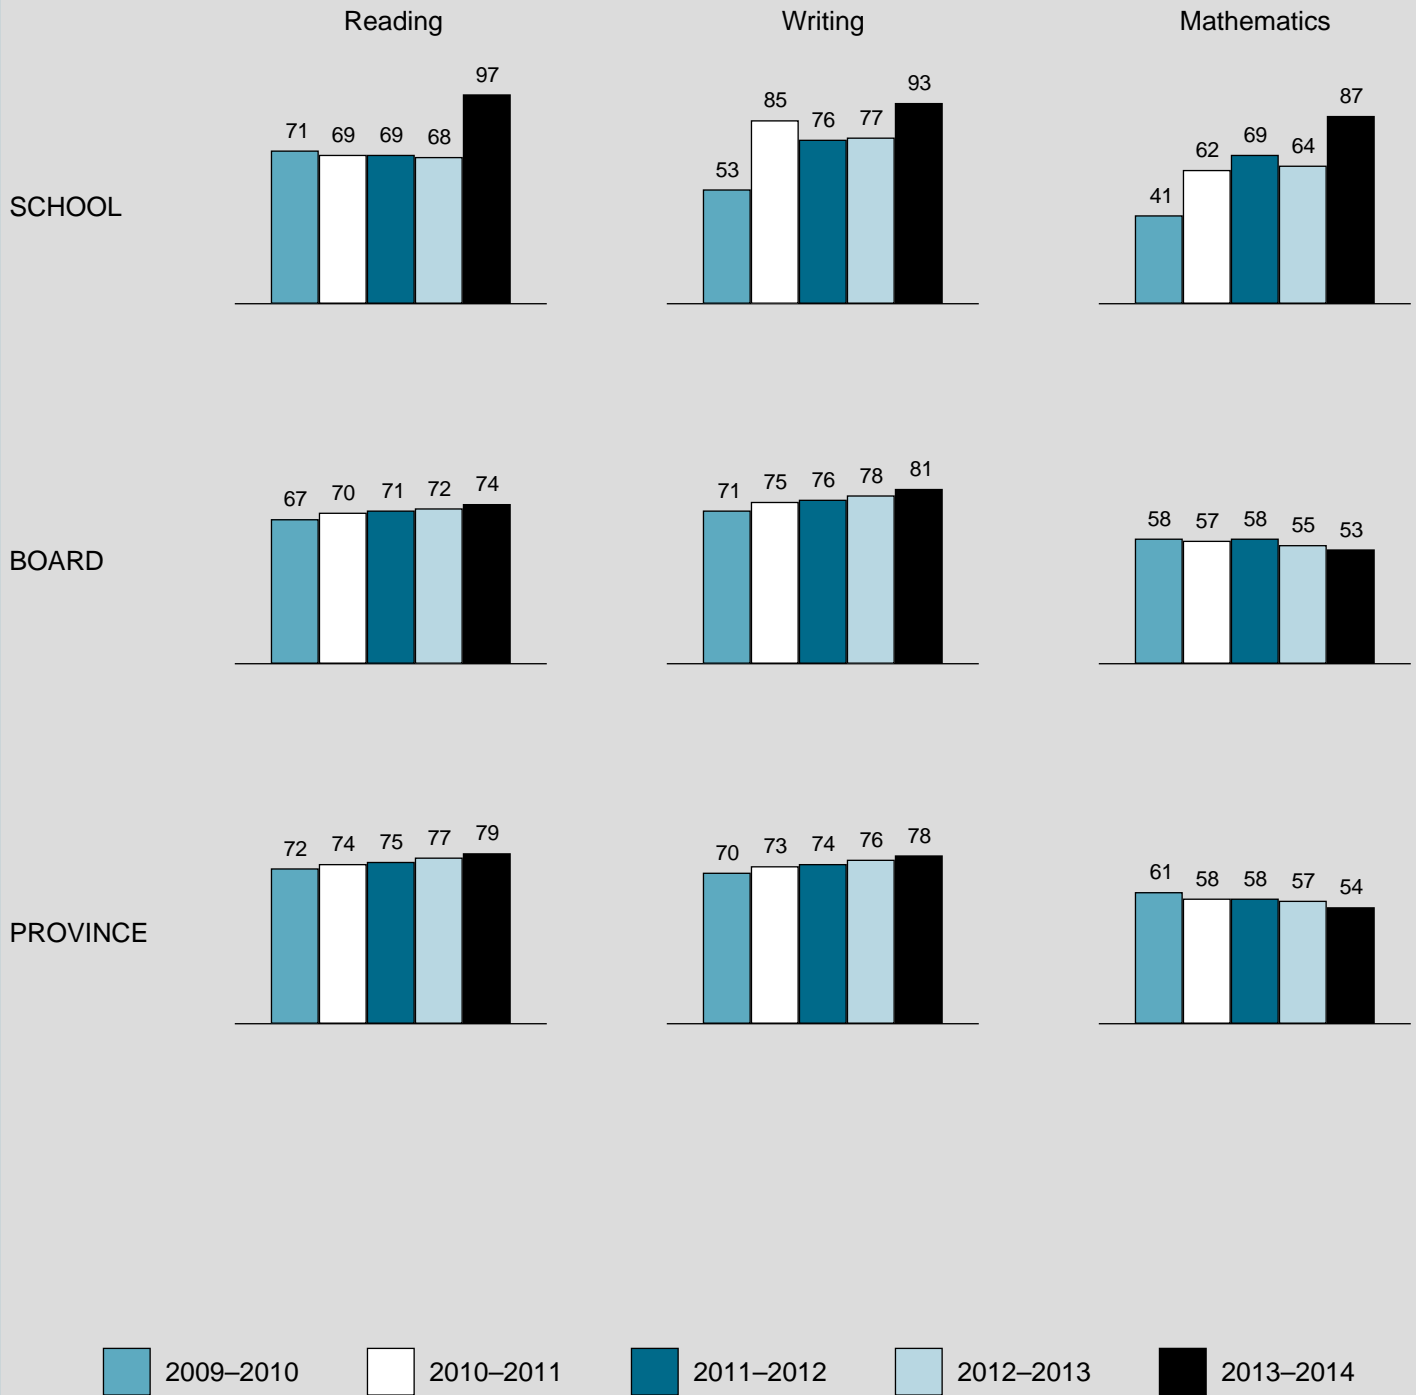 Reading Writing Mathematics
SCHOOL
71 69 69 68 97
53 85 76 77 93
41 62 69 64 87
BOARD
67 70 71 72 74
71 75 76 78 81
58 57 58 55 53
PROVINCE
72 74 75 77 79
70 73 74 76 78
61 58 58 57 54
2009–2010 2010–2011 2011–2012 2012–2013 2013–2014